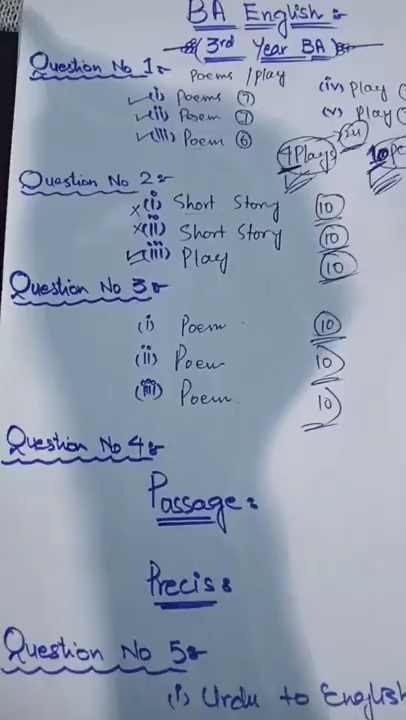 BA English :-
(3rd Year BA)
Question No 1:- Poems / play
(i) Poems (7) (iv) Play
(ii) Poem (7) (v) Play
(iii) Poem (6)
4 Plays 10
Question No 2:-
(i) Short Story (10)
(ii) Short Story (10)
(iii) Play (10)
Question No 3:-
(i) Poem (10)
(ii) Poem (10)
(iii) Poem (10)
Question No 4:-
Passage:
Precis:
Question No 5:-
(i) Urdu to English